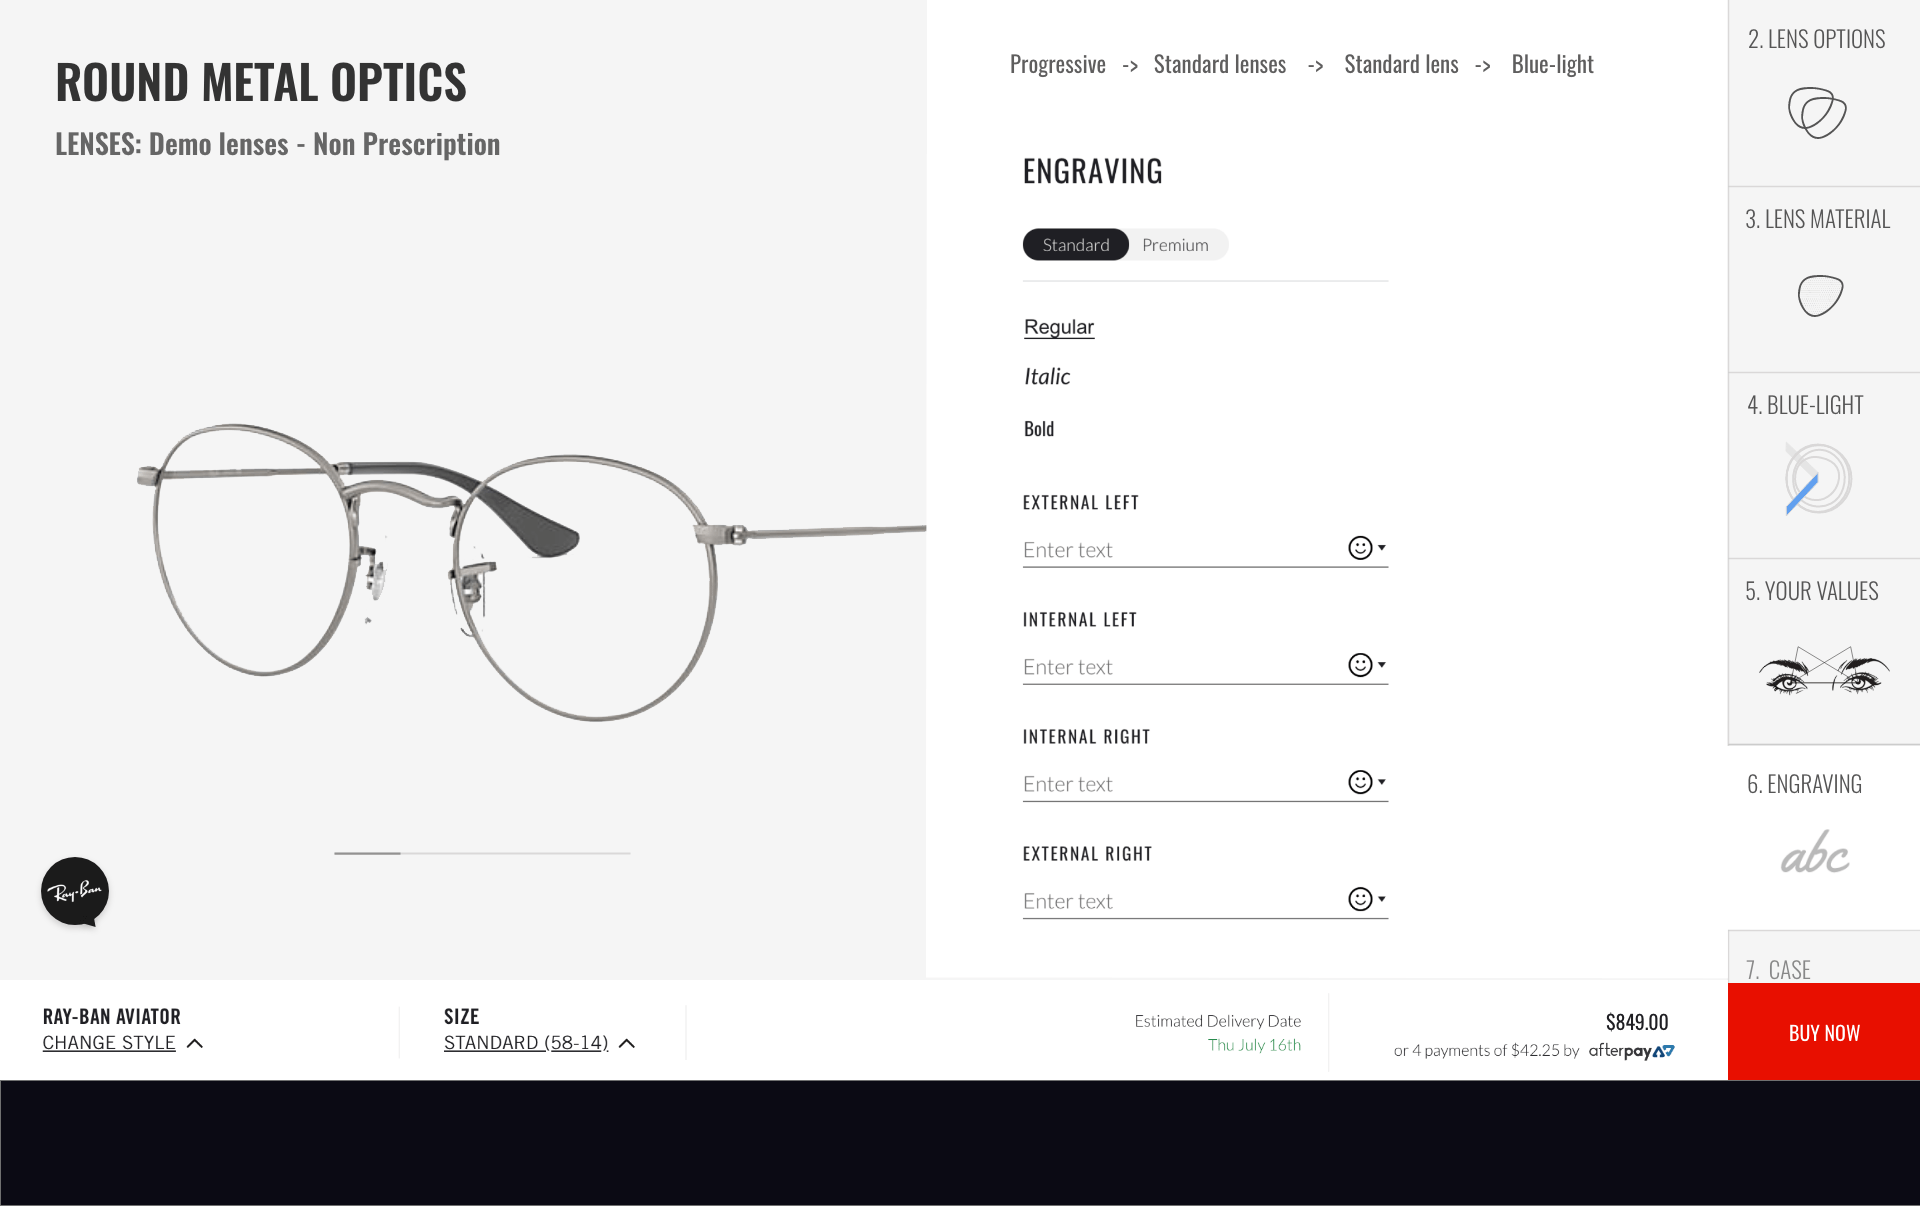 ROUND METAL OPTICS
LENSES: Demo lenses - Non Prescription
Progressive -> Standard lenses -> Standard lens -> Blue-light
ENGRAVING
Standard Premium
Regular
Italic
Bold
EXTERNAL LEFT
Enter text
INTERNAL LEFT
Enter text
INTERNAL RIGHT
Enter text
EXTERNAL RIGHT
Enter text
2. LENS OPTIONS
3. LENS MATERIAL
4. BLUE-LIGHT
5. YOUR VALUES
6. ENGRAVING
abc
7. CASE
Ray-Ban
RAY-BAN AVIATOR
CHANGE STYLE
SIZE
STANDARD (58-14)
Estimated Delivery Date
Thu July 16th
$849.00
or 4 payments of $42.25 by afterpay
BUY NOW